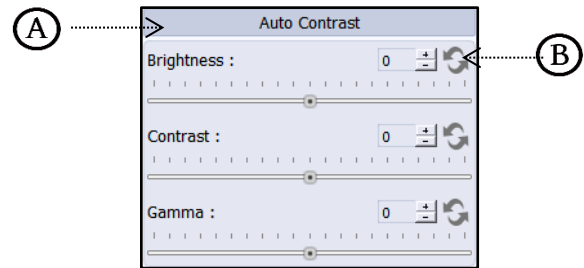 A
Auto Contrast
Brightness : 0 + -
B
Contrast : 0 + -
Gamma : 0 + -